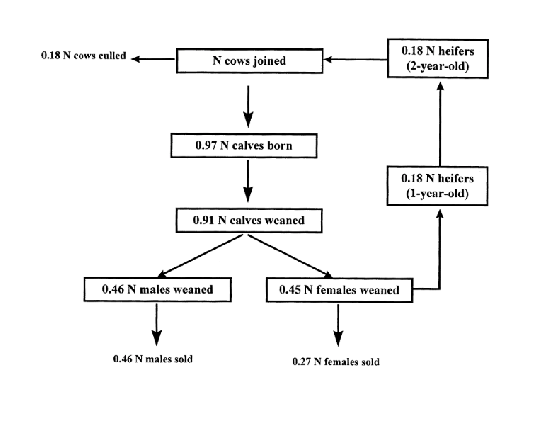 0.18 N cows culled
N cows joined
0.18 N heifers
(2-year-old)
0.97 N calves born
0.18 N heifers
(1-year-old)
0.91 N calves weaned
0.46 N males weaned
0.45 N females weaned
0.46 N males sold
0.27 N females sold